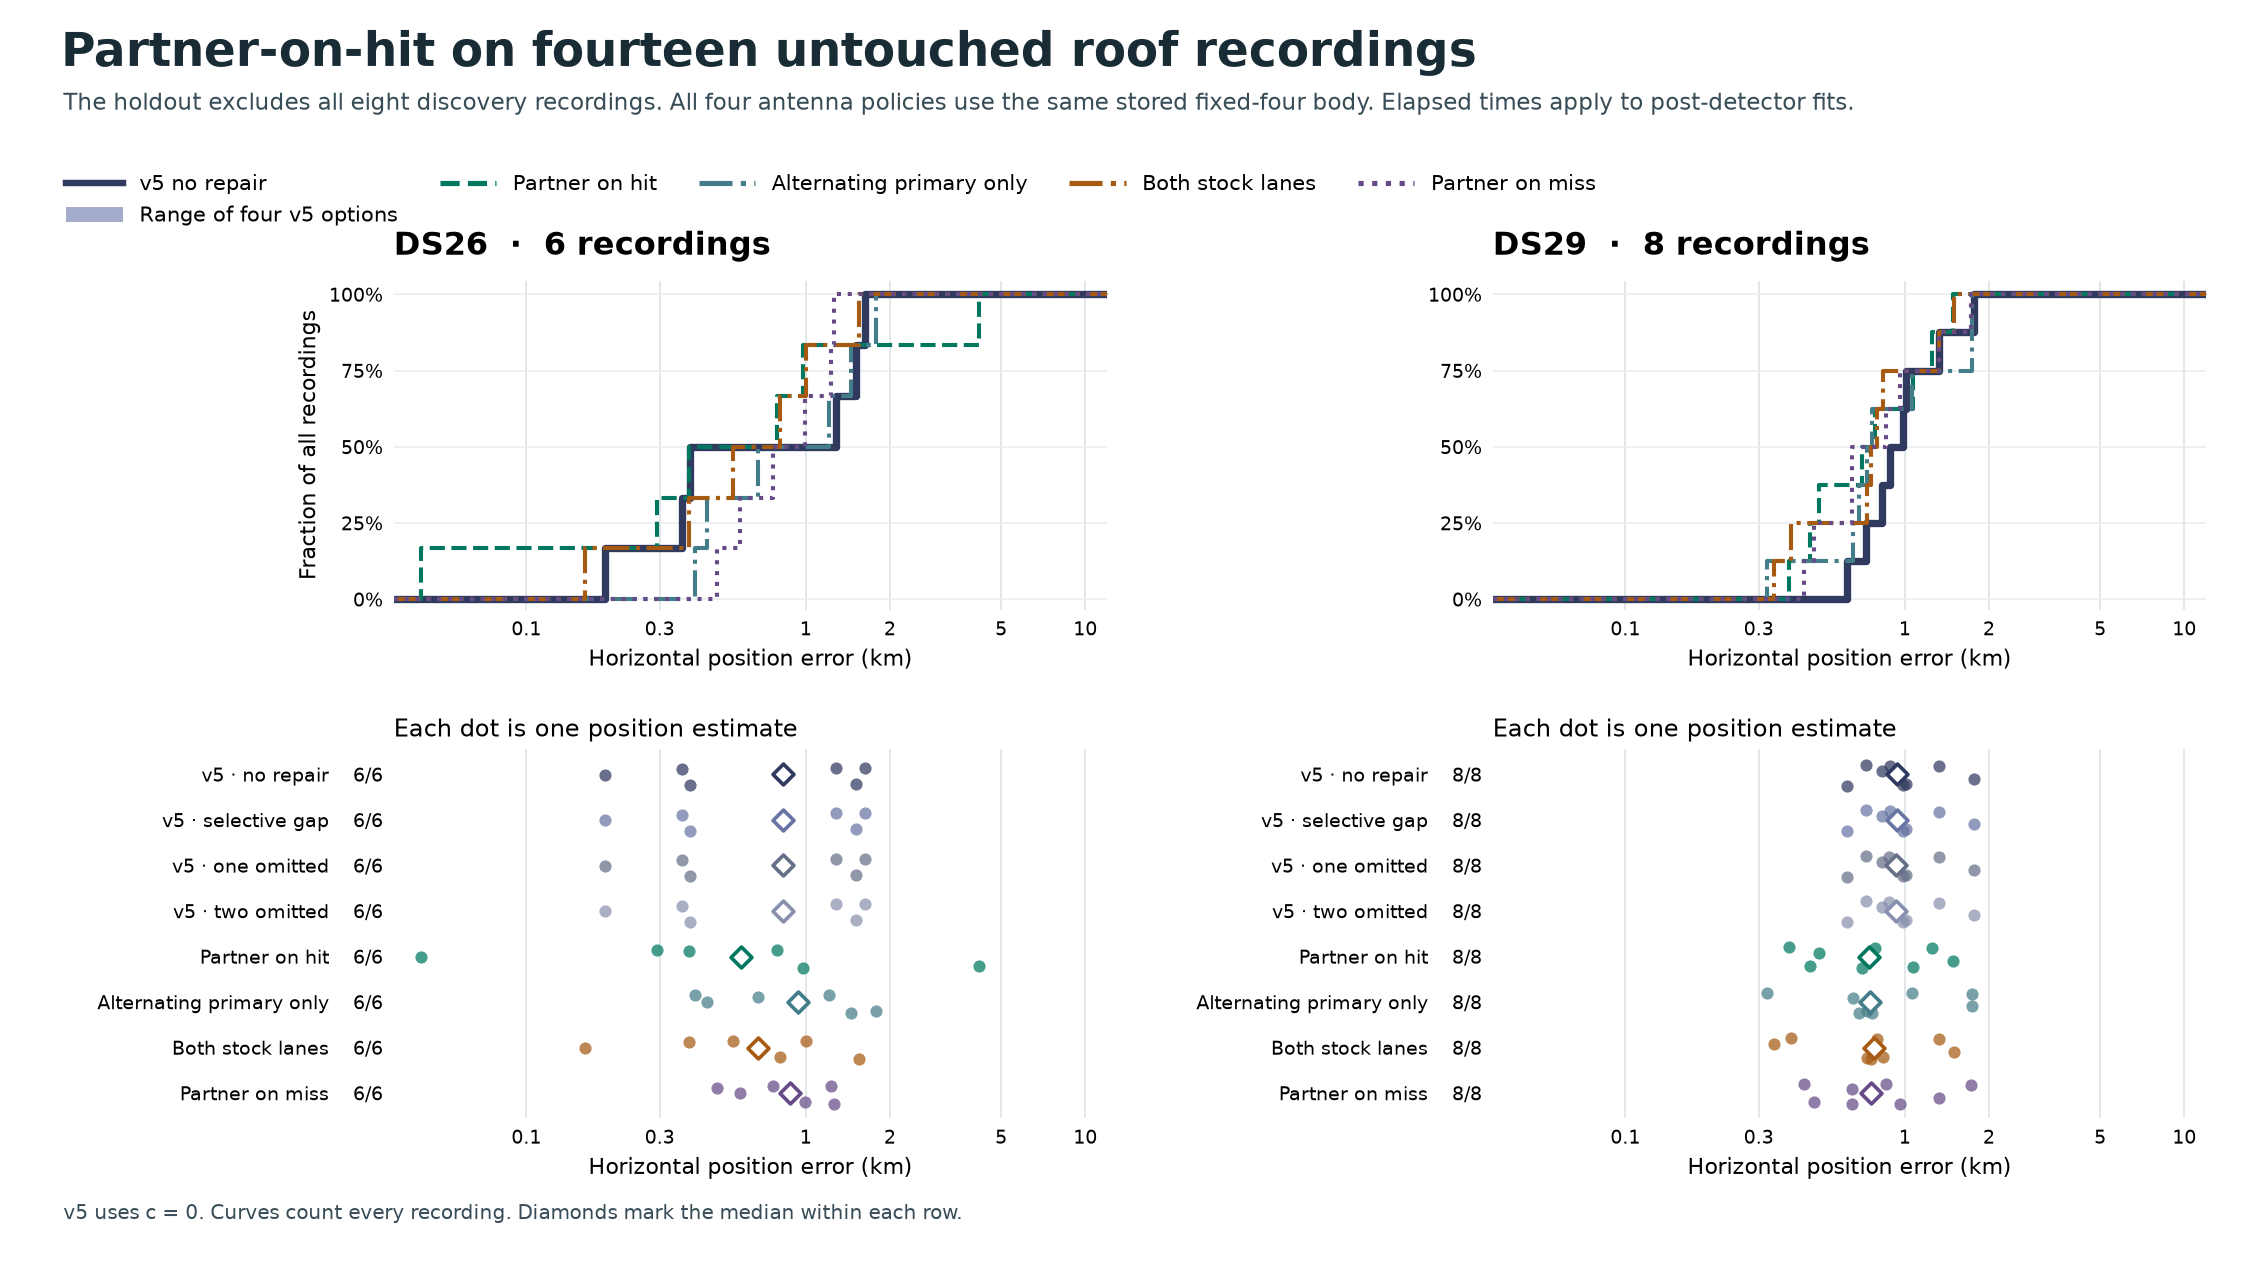 Partner-on-hit on fourteen untouched roof recordings
The holdout excludes all eight discovery recordings. All four antenna policies use the same stored fixed-four body. Elapsed times apply to post-detector fits.
v5 no repair
Partner on hit
Alternating primary only
Both stock lanes
Partner on miss
Range of four v5 options
DS26 · 6 recordings
100%
75%
50%
25%
0%
Fraction of all recordings
0.1 0.3 1 2 5 10
Horizontal position error (km)
DS29 · 8 recordings
100%
75%
50%
25%
0%
0.1 0.3 1 2 5 10
Horizontal position error (km)
Each dot is one position estimate
v5 · no repair 6/6
v5 · selective gap 6/6
v5 · one omitted 6/6
v5 · two omitted 6/6
Partner on hit 6/6
Alternating primary only 6/6
Both stock lanes 6/6
Partner on miss 6/6
0.1 0.3 1 2 5 10
Horizontal position error (km)
Each dot is one position estimate
v5 · no repair 8/8
v5 · selective gap 8/8
v5 · one omitted 8/8
v5 · two omitted 8/8
Partner on hit 8/8
Alternating primary only 8/8
Both stock lanes 8/8
Partner on miss 8/8
0.1 0.3 1 2 5 10
Horizontal position error (km)
v5 uses c = 0. Curves count every recording. Diamonds mark the median within each row.